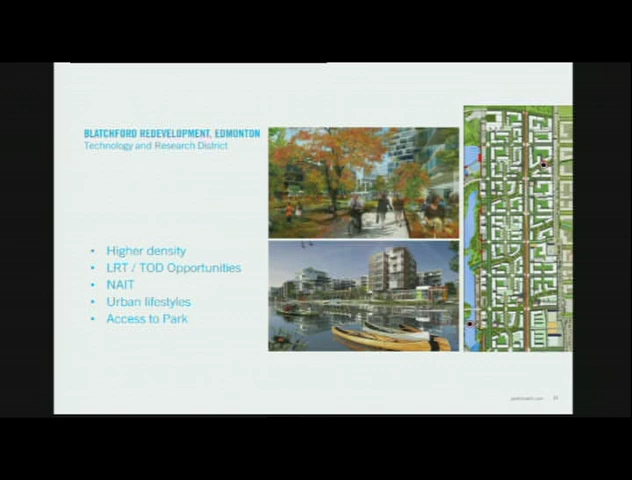 BLATCHFORD REDEVELOPMENT, EDMONTON
Technology and Research District
• Higher density
• LRT / TOD Opportunities
• NAIT
• Urban lifestyles
• Access to Park